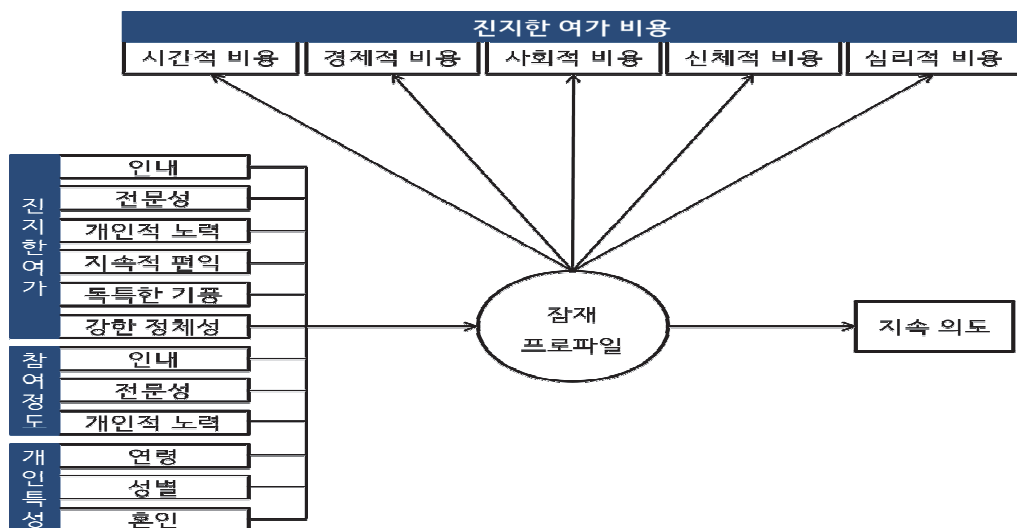 진지한 여가 비용
시간적 비용
경제적 비용
사회적 비용
신체적 비용
심리적 비용
진지한여가
인내
전문성
개인적 노력
지속적 편익
독특한 기풍
강한 정체성
참여정도
인내
전문성
개인적 노력
개인특성
연령
성별
혼인
잠재
프로파일
지속 의도